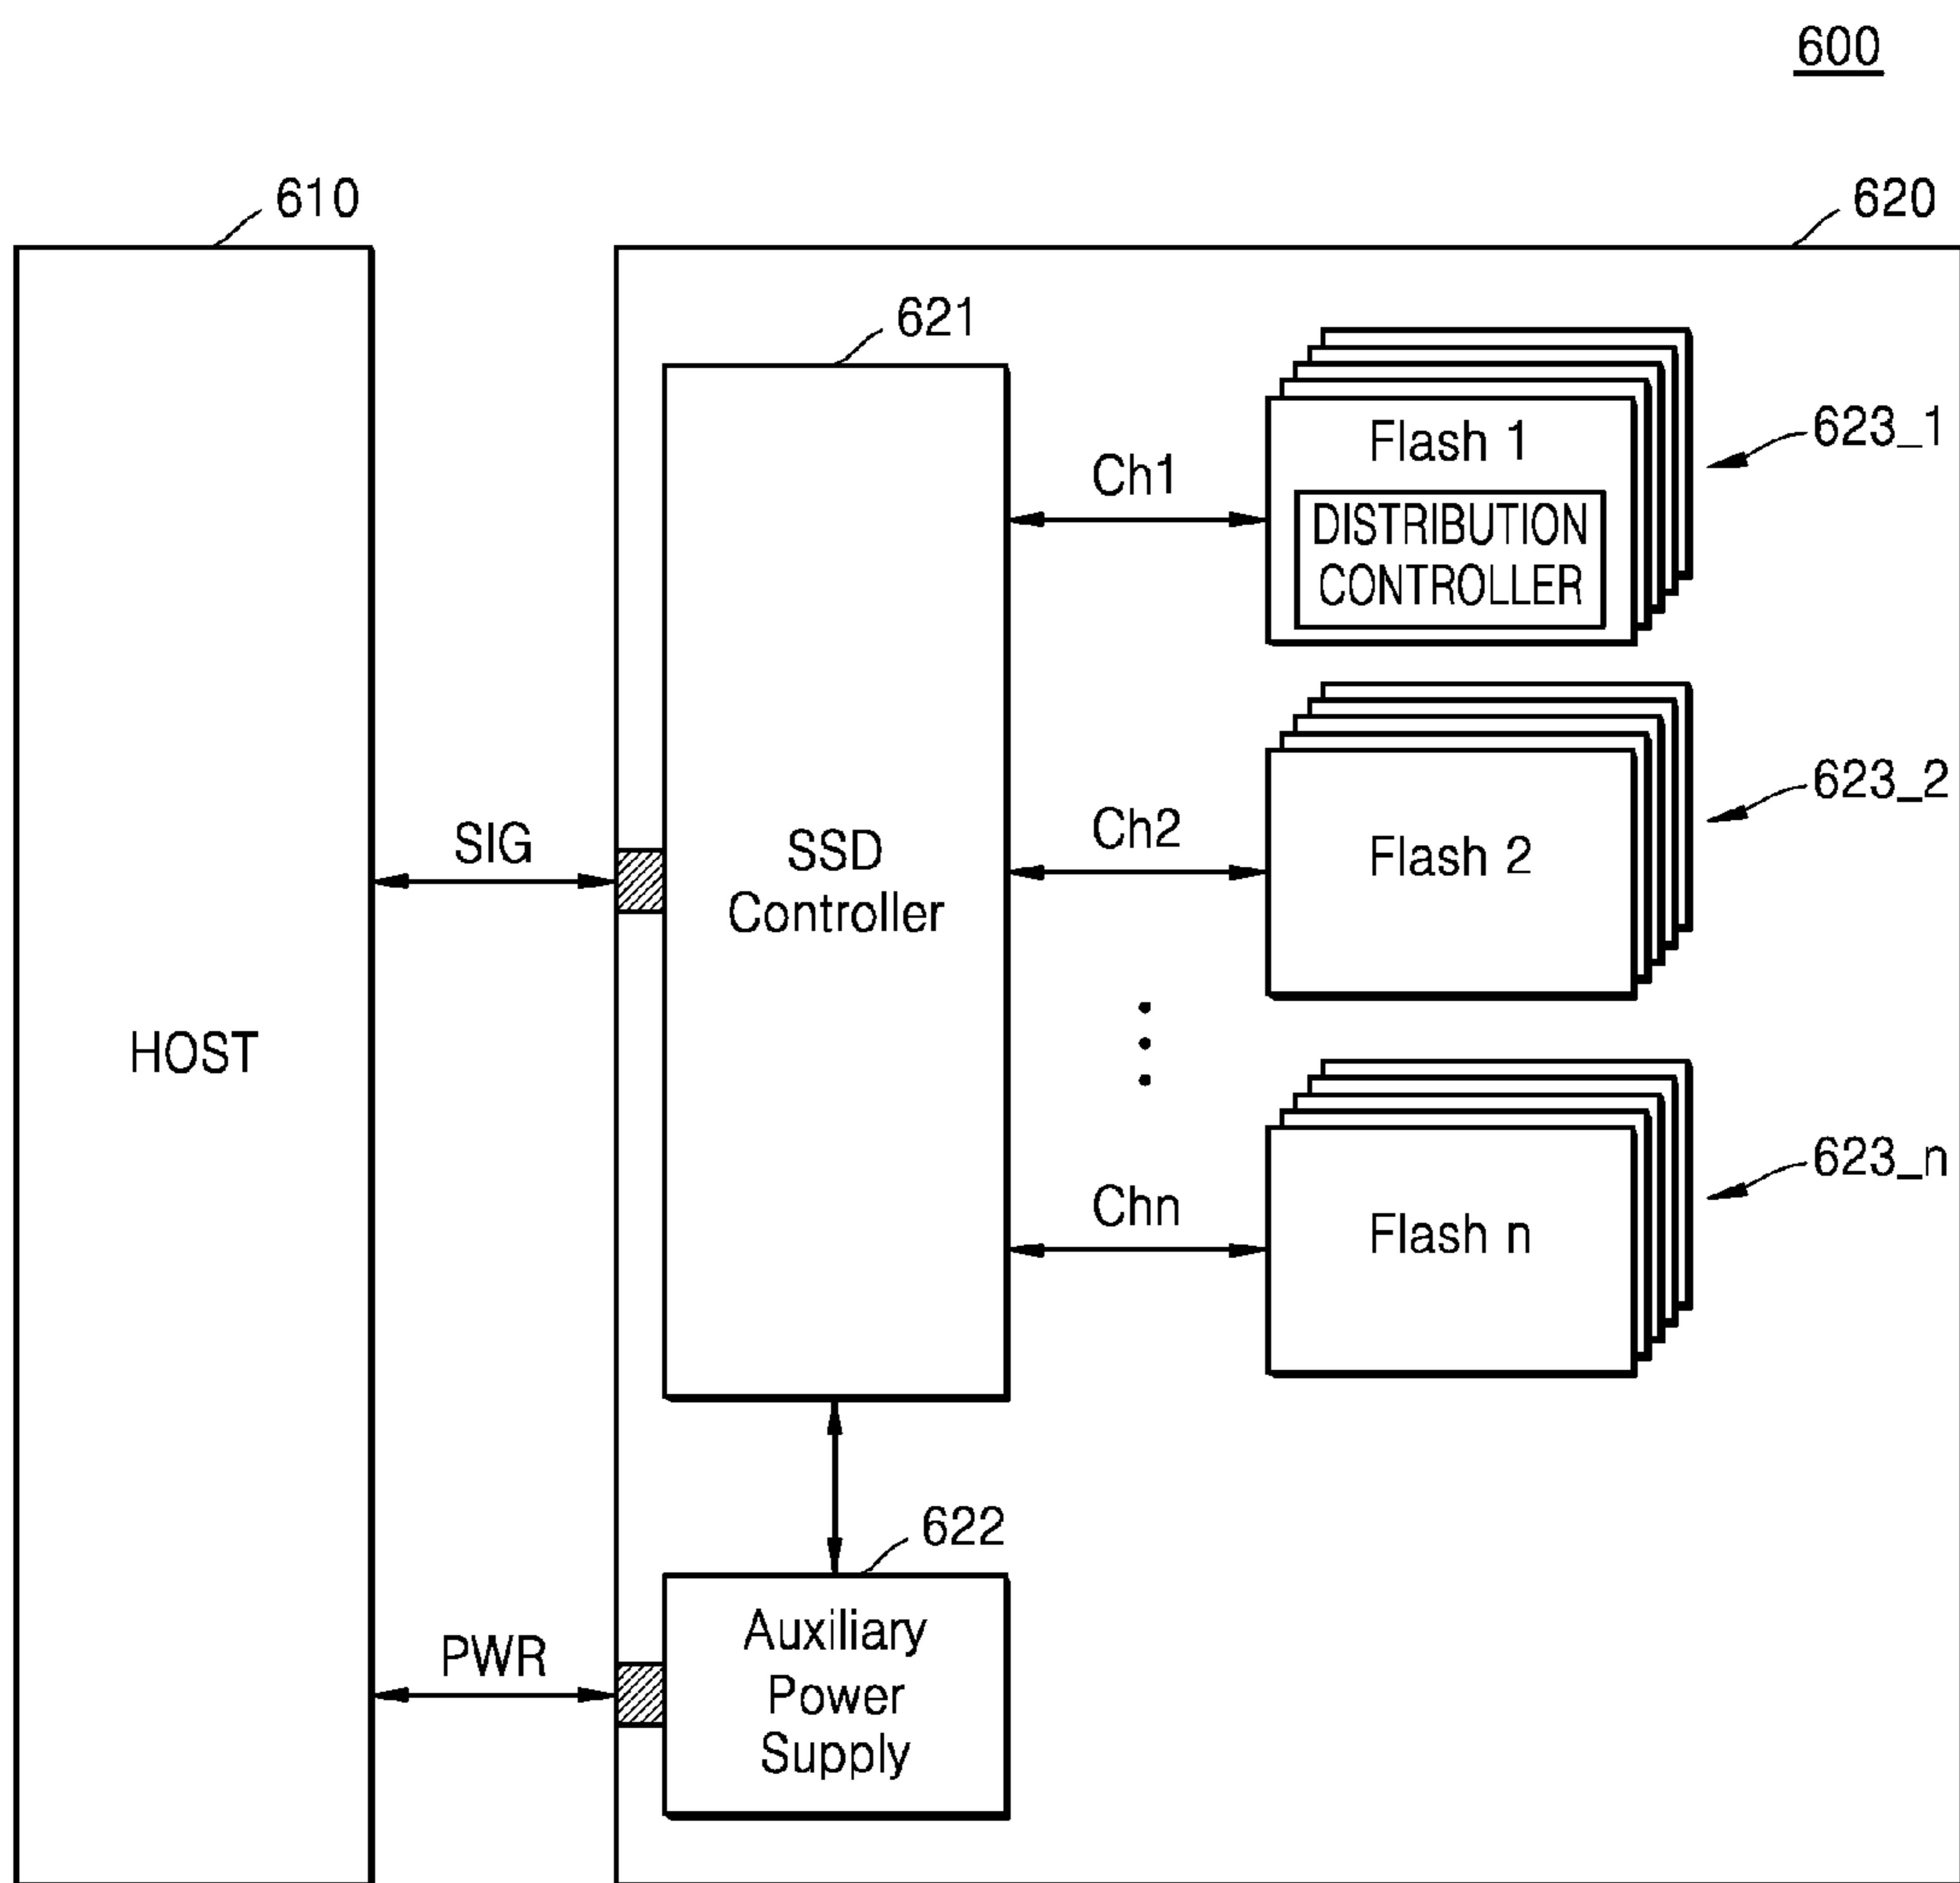 600
610
620
621
Flash 1
623_1
Ch1
DISTRIBUTION
CONTROLLER
623_2
Ch2
Flash 2
SIG
SSD
Controller
HOST
623_n
Chn
Flash n
622
PWR
Auxiliary
Power
Supply